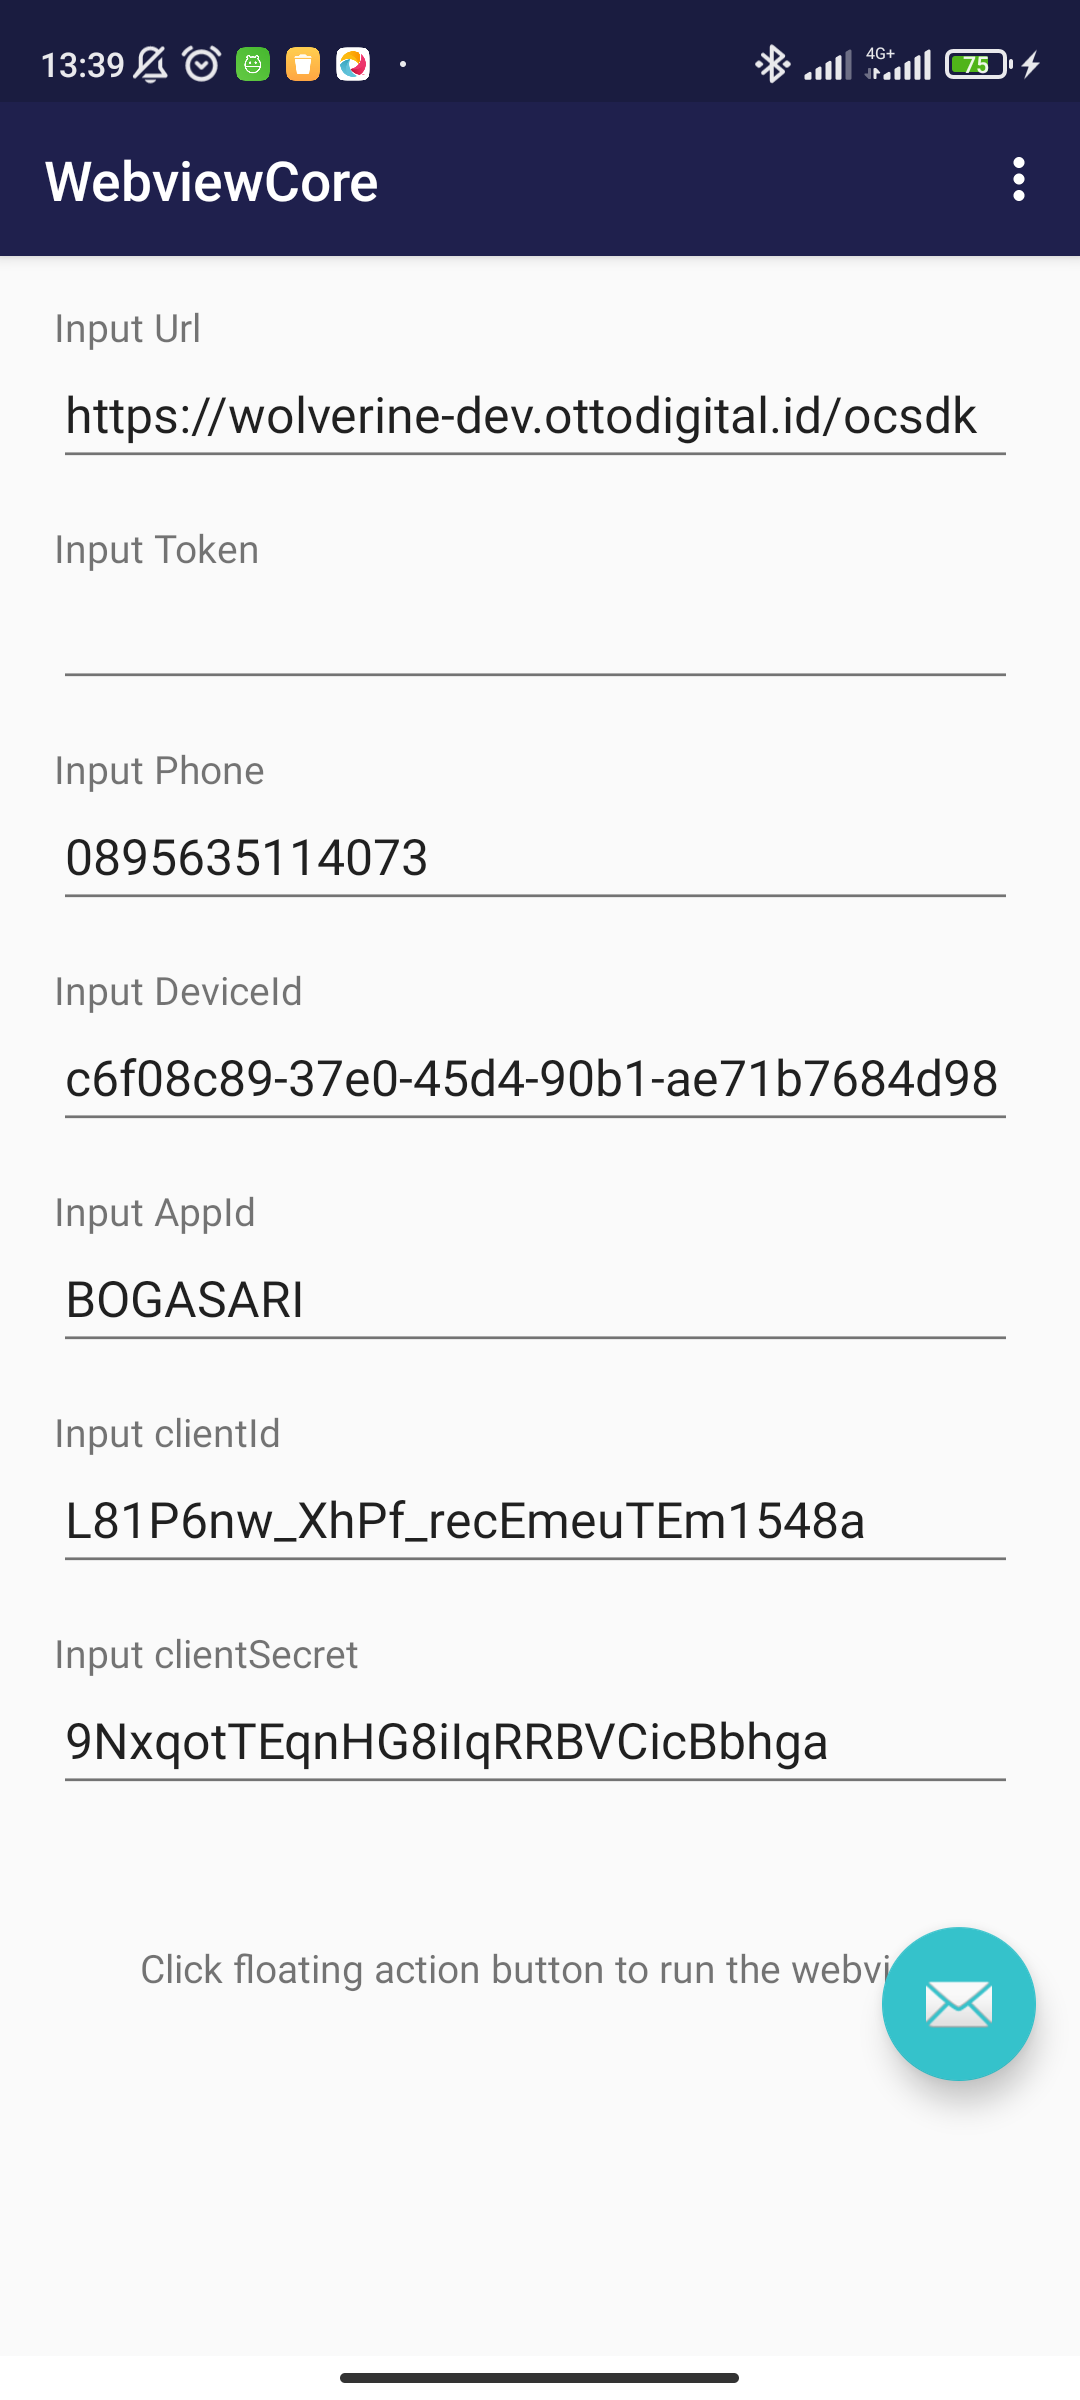 13:39
4G+
75
WebviewCore
Input Url
https://wolverine-dev.ottodigital.id/ocsdk
Input Token
Input Phone
0895635114073
Input DeviceId
c6f08c89-37e0-45d4-90b1-ae71b7684d98
Input AppId
BOGASARI
Input clientId
L81P6nw_XhPf_recEmeuTEm1548a
Input clientSecret
9NxqotTEqnHG8iIqRRBVCicBbhga
Click floating action button to run the webvi